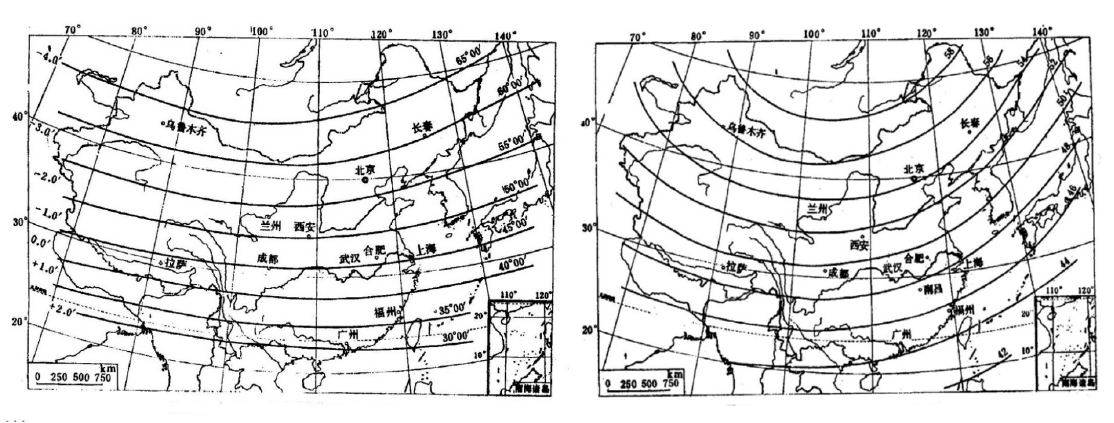 70° 80° 90° 100° 110° 120° 130° 140°
-4.0′
65°00′
60°00′
长春
乌鲁木齐
40°
-3.0′
55°00′
北京
-2.0′
50°00′
45°00′
兰州 西安
-1.0′
30°
0.0′
拉萨 成都 武汉 合肥 上海
40°00′
+1.0′
福州 35°00′
+2.0′
广州 30°00′
20°
110° 120°
20°
10°
km
0 250 500 750
南海诸岛
70° 80° 90° 100° 110° 120° 130° 140°
58 56 54 52 50
长春
乌鲁木齐
40°
北京
48
46
兰州
30°
西安
拉萨 成都 武汉 合肥 上海
44
南昌
福州
广州
20°
42
110° 120°
20°
10°
km
0 250 500 750
南海诸岛